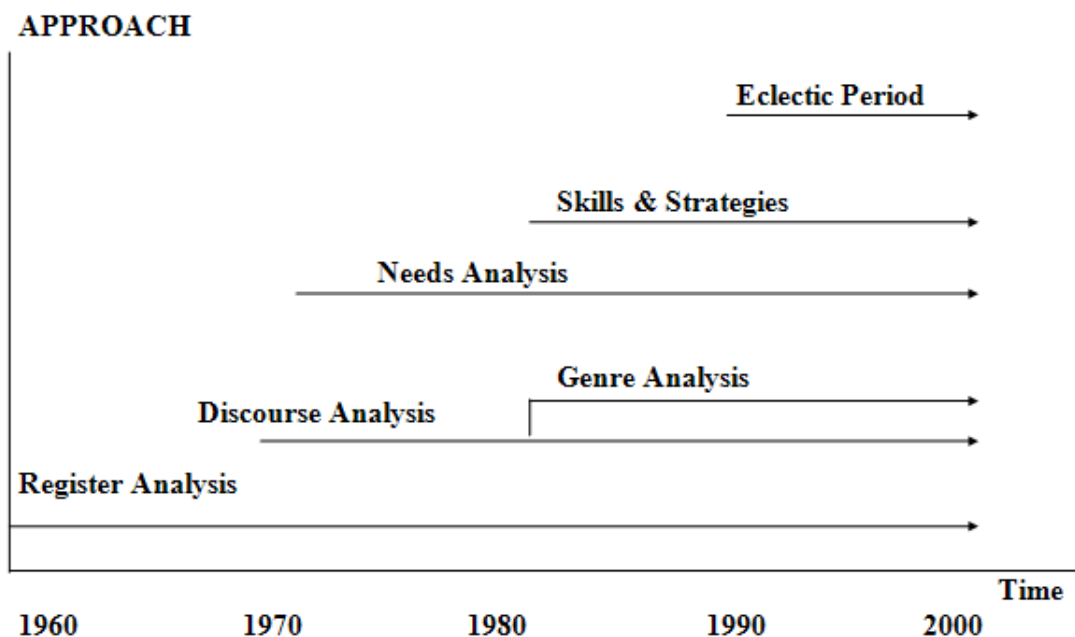 APPROACH
Eclectic Period
Skills & Strategies
Needs Analysis
Genre Analysis
Discourse Analysis
Register Analysis
Time
1960 1970 1980 1990 2000